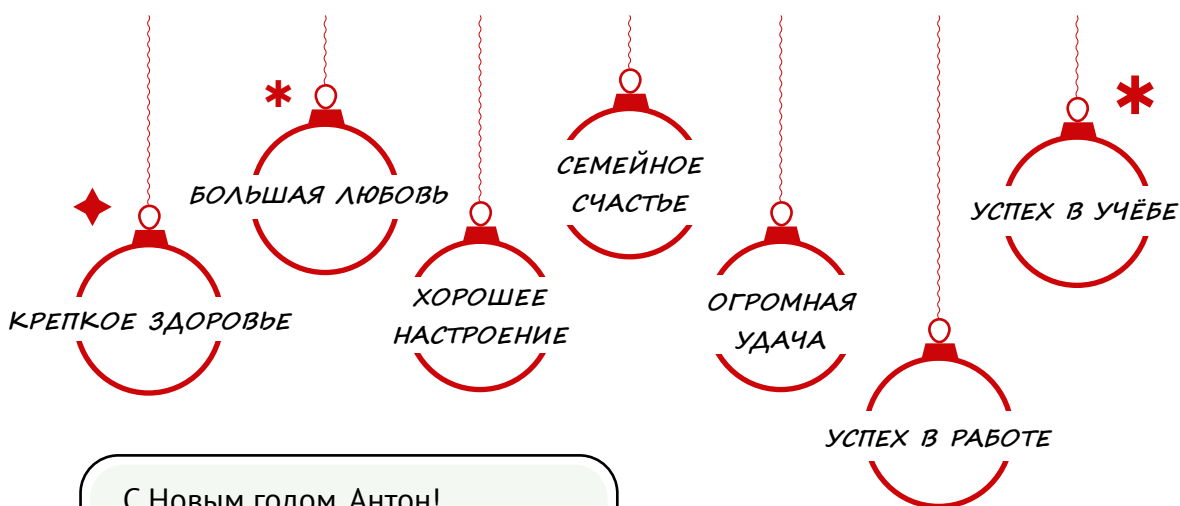 КРЕПКОЕ ЗДОРОВЬЕ
БОЛЬШАЯ ЛЮБОВЬ
ХОРОШЕЕ
НАСТРОЕНИЕ
СЕМЕЙНОЕ
СЧАСТЬЕ
ОГРОМНАЯ
УДАЧА
УСПЕХ В РАБОТЕ
УСПЕХ В УЧЁБЕ
С Новым годом, Антон!